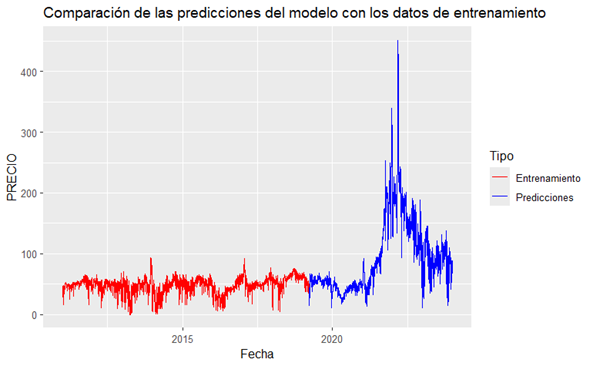 Comparación de las predicciones del modelo con los datos de entrenamiento
400
300
200
100
0
PRECIO
2015
2020
Fecha
Tipo
Entrenamiento
Predicciones